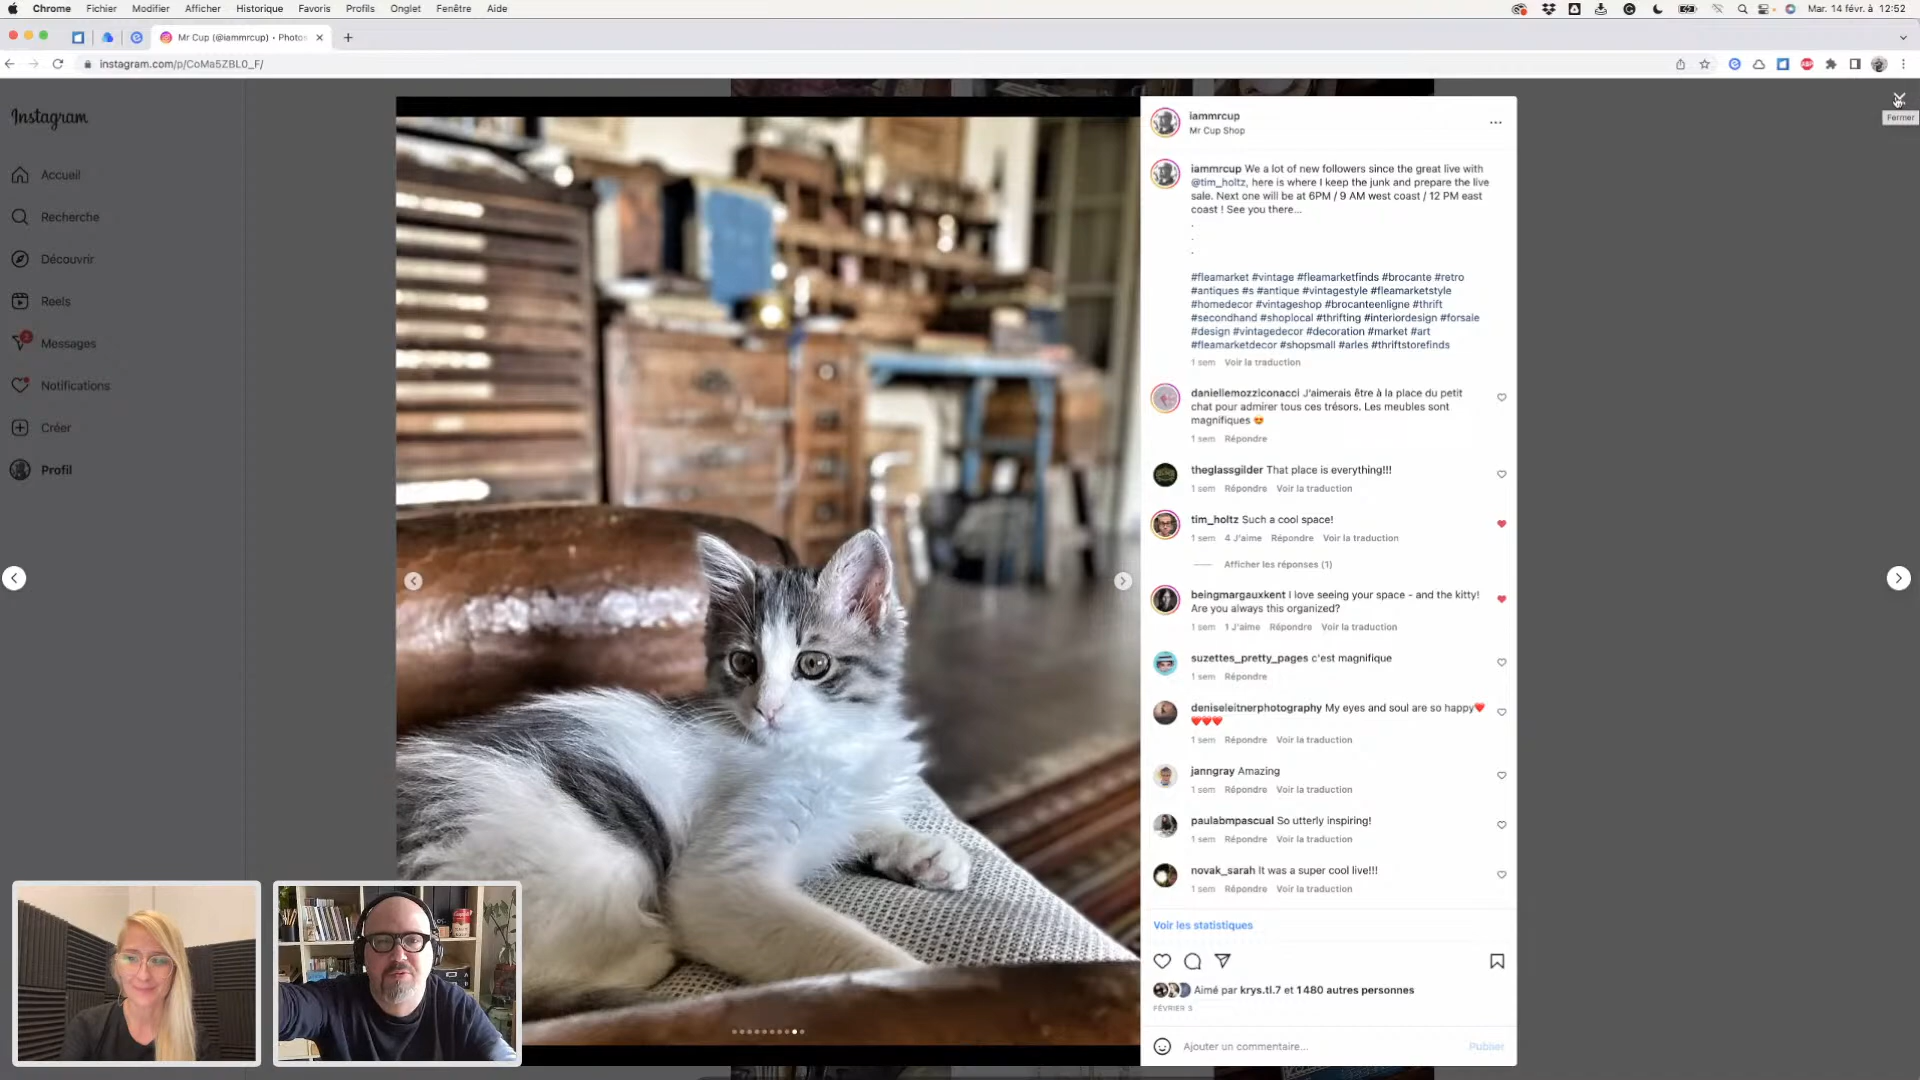 Chrome Fichier Modifier Afficher Historique Favoris Profils Onglet Fenêtre Aide
Mar. 14 févr. à 12:52
Mr Cup (@iammrcup) • Photos
instagram.com/p/CoMa5ZBL0_F/
Instagram
Accueil
Recherche
Découvrir
Reels
2
Messages
Notifications
Créer
Profil
Fermer
iammrcup
Mr Cup Shop
iammrcup We a lot of new followers since the great live with
@tim_holtz, here is where I keep the junk and prepare the live
sale. Next one will be at 6PM / 9 AM west coast / 12 PM east
coast ! See you there...
.
.
.
#fleamarket #vintage #fleamarketfinds #brocante #retro
#antiques #s #antique #vintagestyle #fleamarketstyle
#homedecor #vintageshop #brocanteenligne #thrift
#secondhand #shoplocal #thrifting #interiordesign #forsale
#design #vintagedecor #decoration #market #art
#fleamarketdecor #shopsmall #arles #thriftstorefinds
1 sem Voir la traduction
daniellemozziconacci J'aimerais être à la place du petit
chat pour admirer tous ces trésors. Les meubles sont
magnifiques 😍
1 sem Répondre
theglassgilder That place is everything!!!
1 sem Répondre Voir la traduction
tim_holtz Such a cool space!
1 sem 4 J'aime Répondre Voir la traduction
Afficher les réponses (1)
beingmargauxkent I love seeing your space - and the kitty!
Are you always this organized?
1 sem 1 J'aime Répondre Voir la traduction
suzettes_pretty_pages c'est magnifique
1 sem Répondre
deniseleitnerphotography My eyes and soul are so happy❤️
❤️❤️❤️
1 sem Répondre Voir la traduction
janngray Amazing
1 sem Répondre Voir la traduction
paulabmpascual So utterly inspiring!
1 sem Répondre Voir la traduction
novak_sarah It was a super cool live!!!
1 sem Répondre Voir la traduction
Voir les statistiques
Aimé par krys.ti.7 et 1 480 autres personnes
FÉVRIER 5
Ajouter un commentaire...
Publier